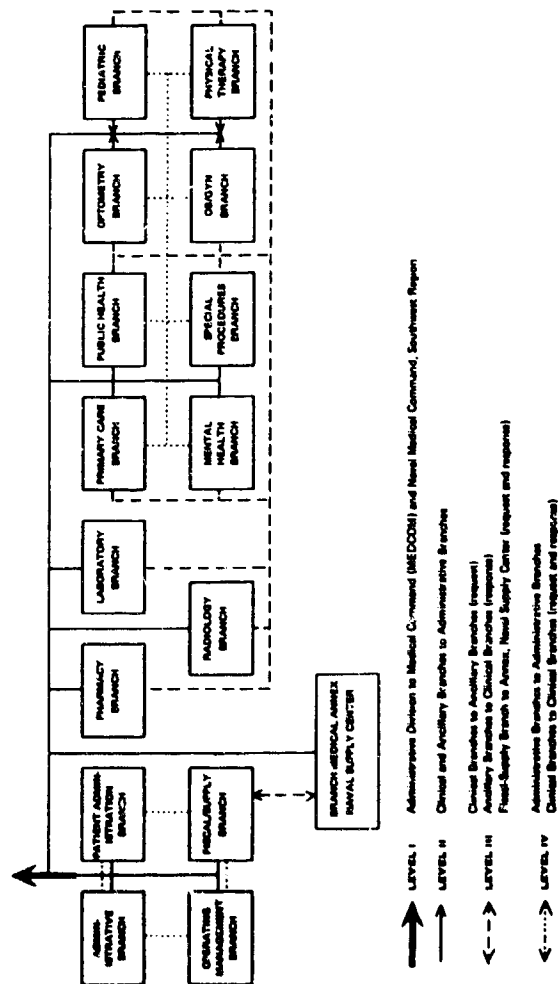 ADMIN-
ISTRATIVE
BRANCH
PATIENT ADMIN-
ISTRATION
BRANCH
OPERATING
MANAGEMENT
BRANCH
FISCAL/SUPPLY
BRANCH
PHARMACY
BRANCH
LABORATORY
BRANCH
RADIOLOGY
BRANCH
PRIMARY CARE
BRANCH
PUBLIC HEALTH
BRANCH
OPTOMETRY
BRANCH
PEDIATRIC
BRANCH
MENTAL
HEALTH
BRANCH
SPECIAL
PROCEDURES
BRANCH
OB/GYN
BRANCH
PHYSICAL
THERAPY
BRANCH
BRANCH MEDICAL ANNEX
NAVAL SUPPLY CENTER
LEVEL I Administrative Division to Medical Command (MEDCOM) and Naval Medical Command, Southwest Region
LEVEL II Clinical and Ancillary Branches to Administrative Branches
Clinical Branches to Ancillary Branches (request)
LEVEL III Ancillary Branches to Clinical Branches (response)
Fiscal-Supply Branch to Annex, Naval Supply Center (request and response)
Administrative Branches to Administrative Branches
LEVEL IV Clinical Branches to Clinical Branches (request and response)